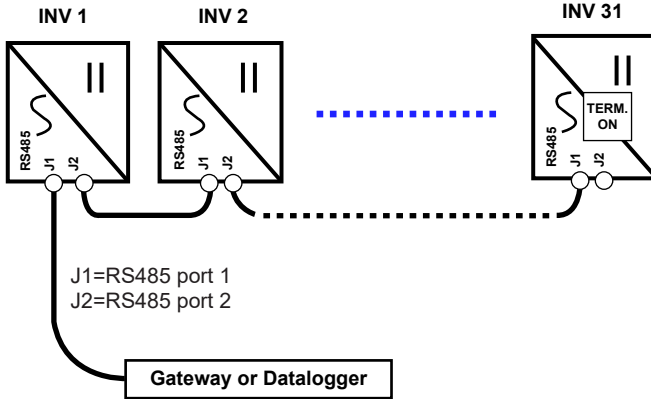 INV 1
INV 2
INV 31
RS485
J1
J2
RS485
J1
J2
RS485
J1
J2
TERM.
ON
J1=RS485 port 1
J2=RS485 port 2
Gateway or Datalogger